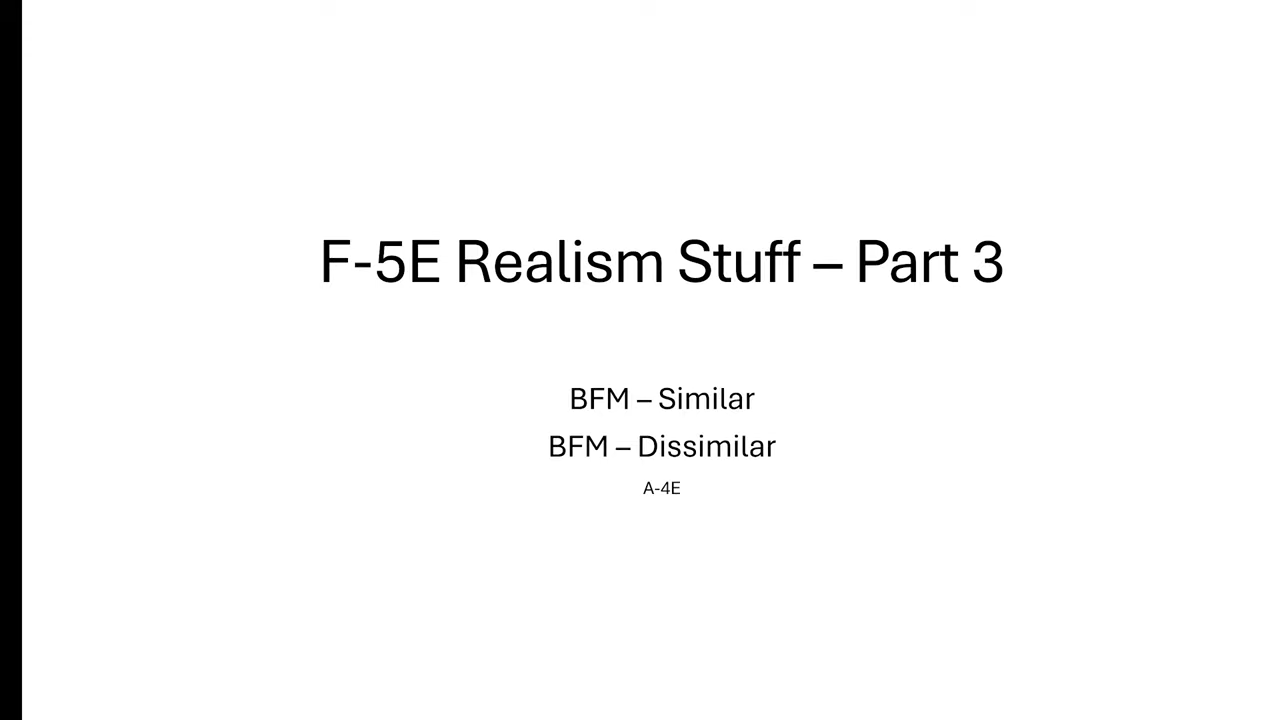 F-5E Realism Stuff – Part 3
BFM – Similar
BFM – Dissimilar
A-4E